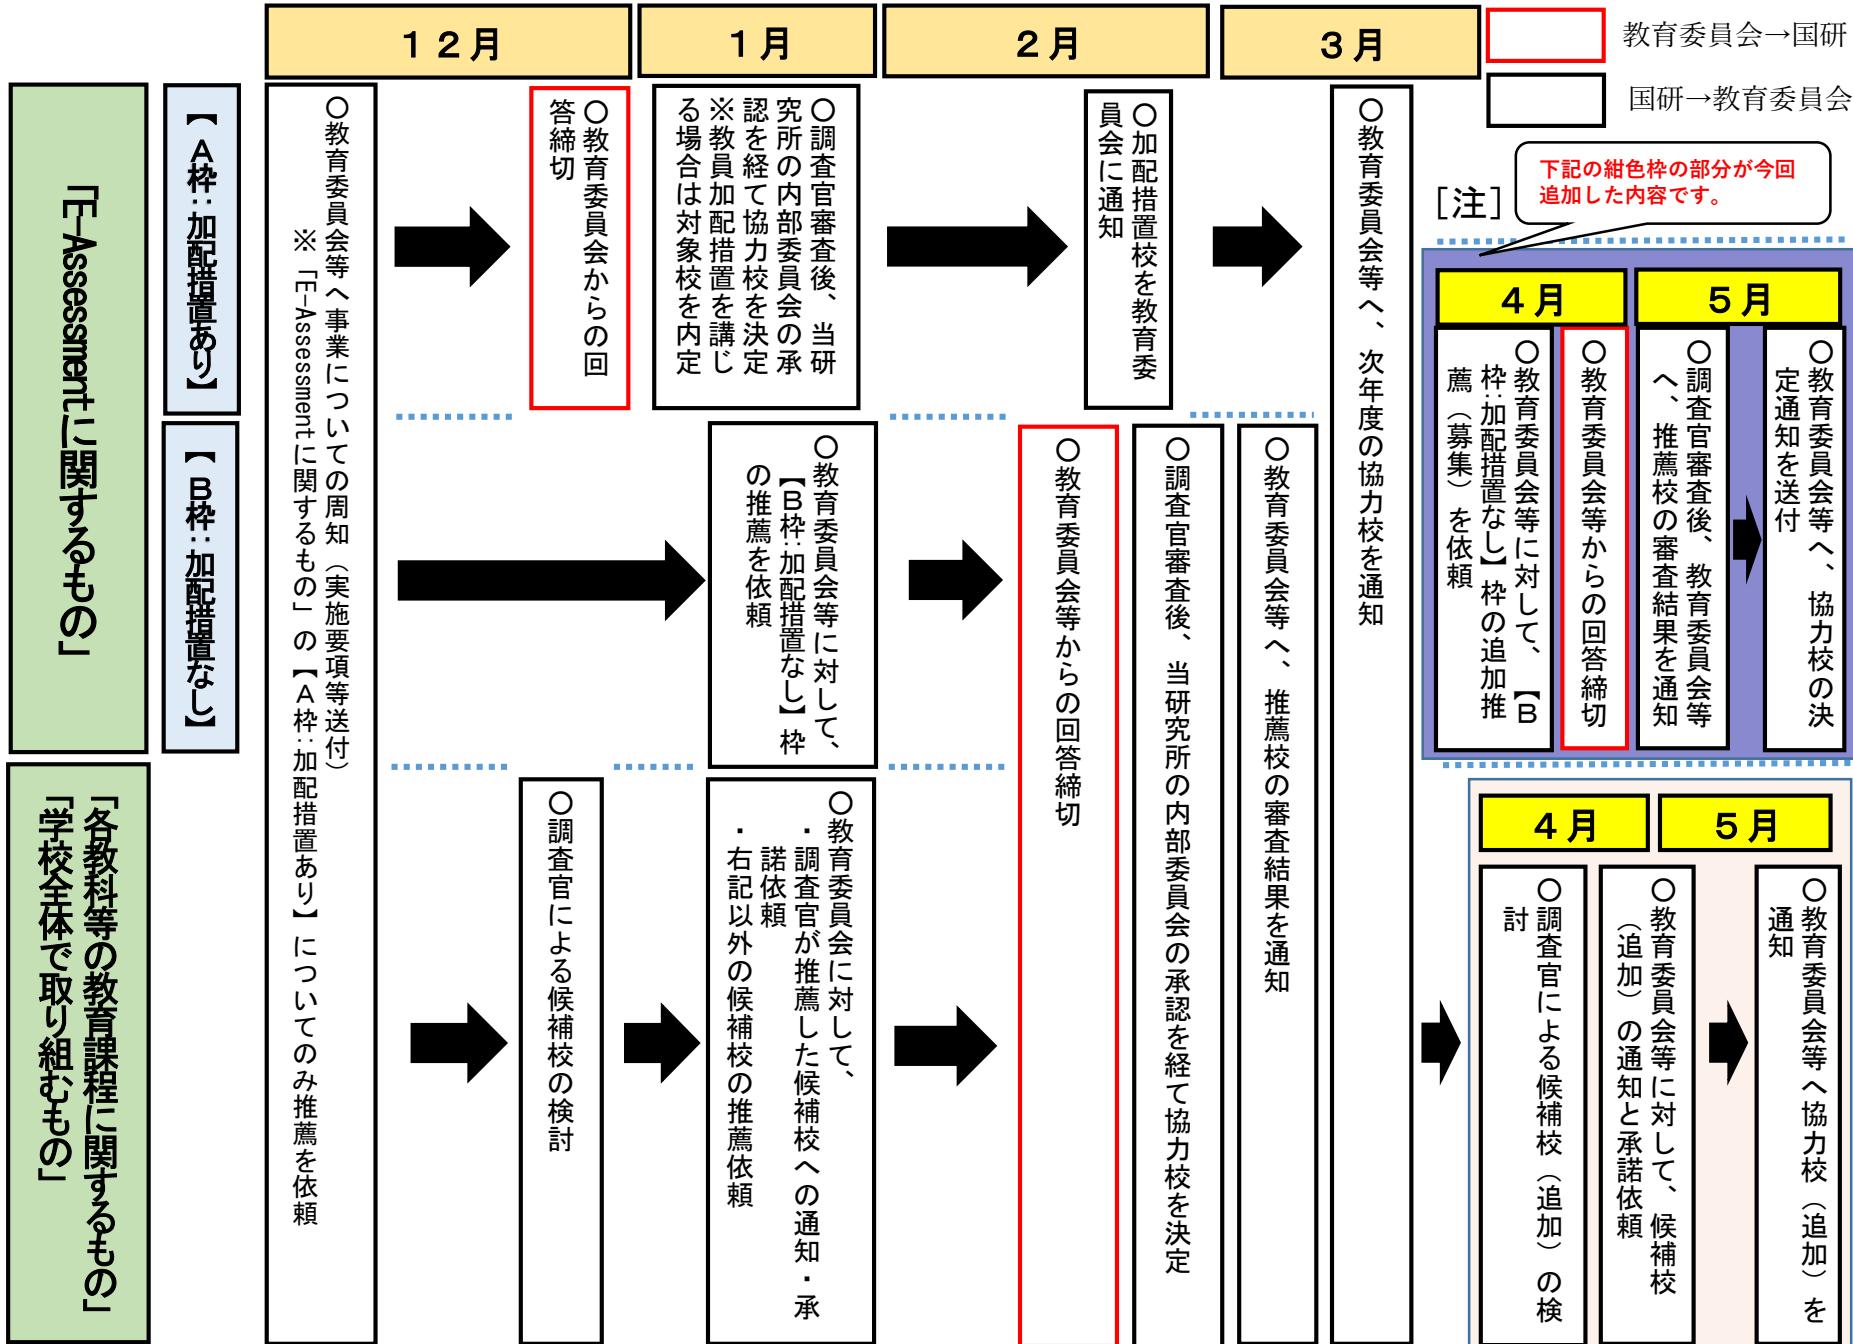 12月
1月
2月
3月
教育委員会→国研
国研→教育委員会
「E-Assessmentに関するもの」
【A枠：加配措置あり】
【B枠：加配措置なし】
「各教科等の教育課程に関するもの」
「学校全体で取り組むもの」
〇教育委員会等へ事業についての周知（実施要項等送付）
※「E-Assessmentに関するもの」の【A枠：加配措置あり】についてのみ推薦を依頼
〇教育委員会からの回
答締切
〇調査官審査後、当研
究所の内部委員会の承
認を経て協力校を決定
※教員加配措置を講じ
る場合は対象校を内定
〇加配措置校を教育委
員会に通知
〇教育委員会等に対して、
【B枠：加配措置なし】枠
の推薦を依頼
〇調査官による候補校の検討
〇教育委員会に対して、
・調査官が推薦した候補校への通知・承
諾依頼
・右記以外の候補校の推薦依頼
〇教育委員会等からの回答締切
〇調査官審査後、当研究所の内部委員会の承認を経て協力校を決定
〇教育委員会等へ、推薦校の審査結果を通知
〇教育委員会等へ、次年度の協力校を通知
［注］
下記の紺色枠の部分が今回
追加した内容です。
4月
5月
〇教育委員会等に対して、【B
枠：加配措置なし】枠の追加推
薦（募集）を依頼
〇教育委員会等からの回答締切
〇調査官審査後、教育委員会等
へ、推薦校の審査結果を通知
〇教育委員会等へ、協力校の決
定通知を送付
4月
5月
〇調査官による候補校（追加）の検
討
〇教育委員会等に対して、候補校
（追加）の通知と承諾依頼
〇教育委員会等へ協力校（追加）を
通知